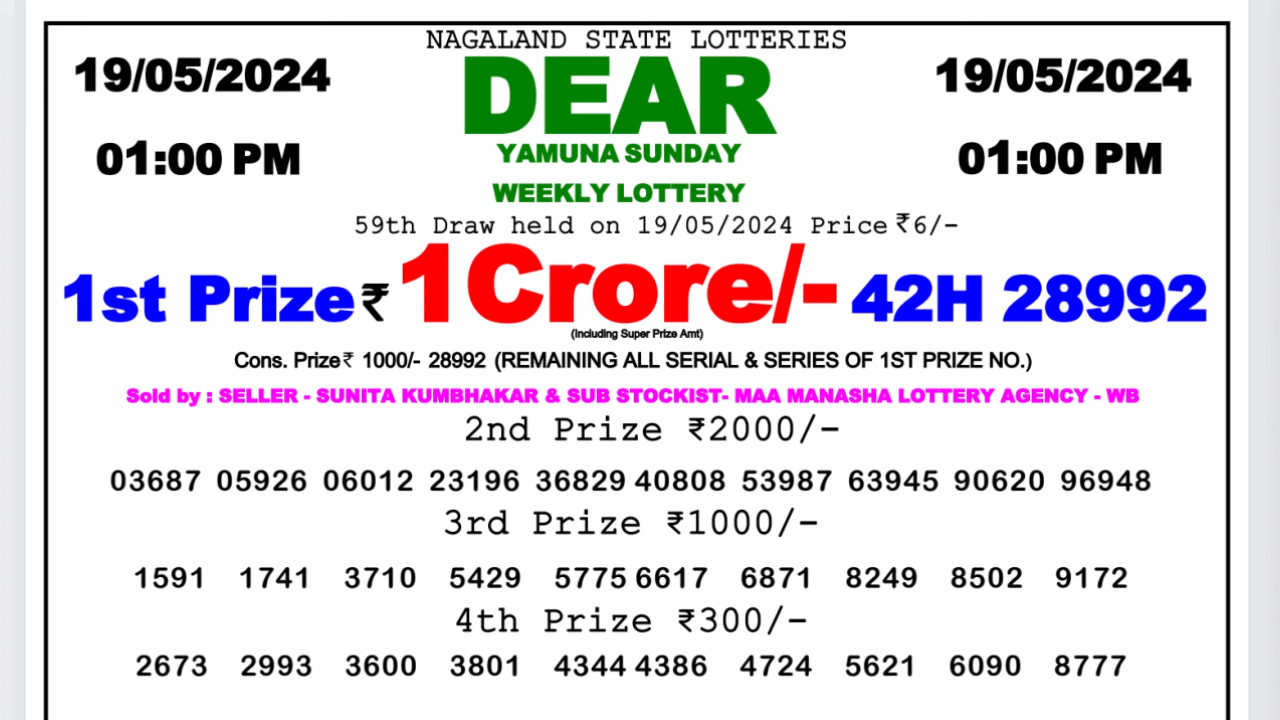 NAGALAND STATE LOTTERIES
19/05/2024 DEAR 19/05/2024
01:00 PM YAMUNA SUNDAY 01:00 PM
WEEKLY LOTTERY
59th Draw held on 19/05/2024 Price ₹6/-
1st Prize ₹ 1Crore/- 42H 28992
(Including Super Prize Amt)
Cons. Prize ₹ 1000/- 28992 (REMAINING ALL SERIAL & SERIES OF 1ST PRIZE NO.)
Sold by : SELLER - SUNITA KUMBHAKAR & SUB STOCKIST- MAA MANASHA LOTTERY AGENCY - WB
2nd Prize ₹2000/-
03687 05926 06012 23196 36829 40808 53987 63945 90620 96948
3rd Prize ₹1000/-
1591 1741 3710 5429 5775 6617 6871 8249 8502 9172
4th Prize ₹300/-
2673 2993 3600 3801 4344 4386 4724 5621 6090 8777